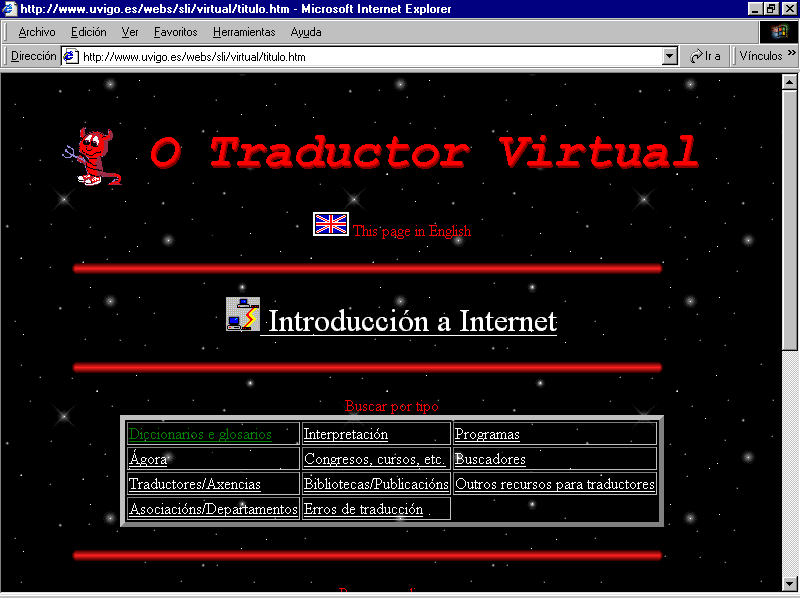 http://www.uvigo.es/webs/sli/virtual/titulo.htm - Microsoft Internet Explorer
Archivo Edición Ver Favoritos Herramientas Ayuda
Dirección http://www.uvigo.es/webs/sli/virtual/titulo.htm Ir a Vínculos »
O Traductor Virtual
This page in English
Introducción a Internet
Buscar por tipo
Diccionarios e glosarios Interpretación Programas
Ágora Congresos, cursos, etc. Buscadores
Traductores/Axencias Bibliotecas/Publicacións Outros recursos para traductores
Asociacións/Departamentos Erros de traducción